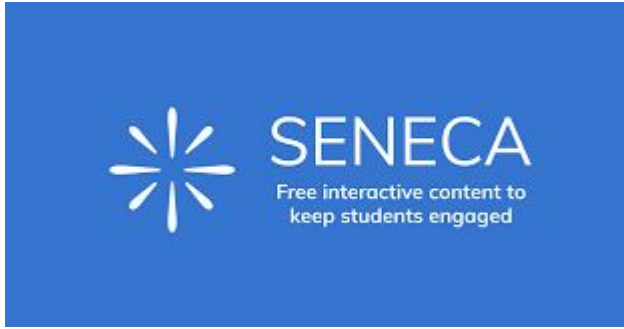 SENECA
Free interactive content to
keep students engaged